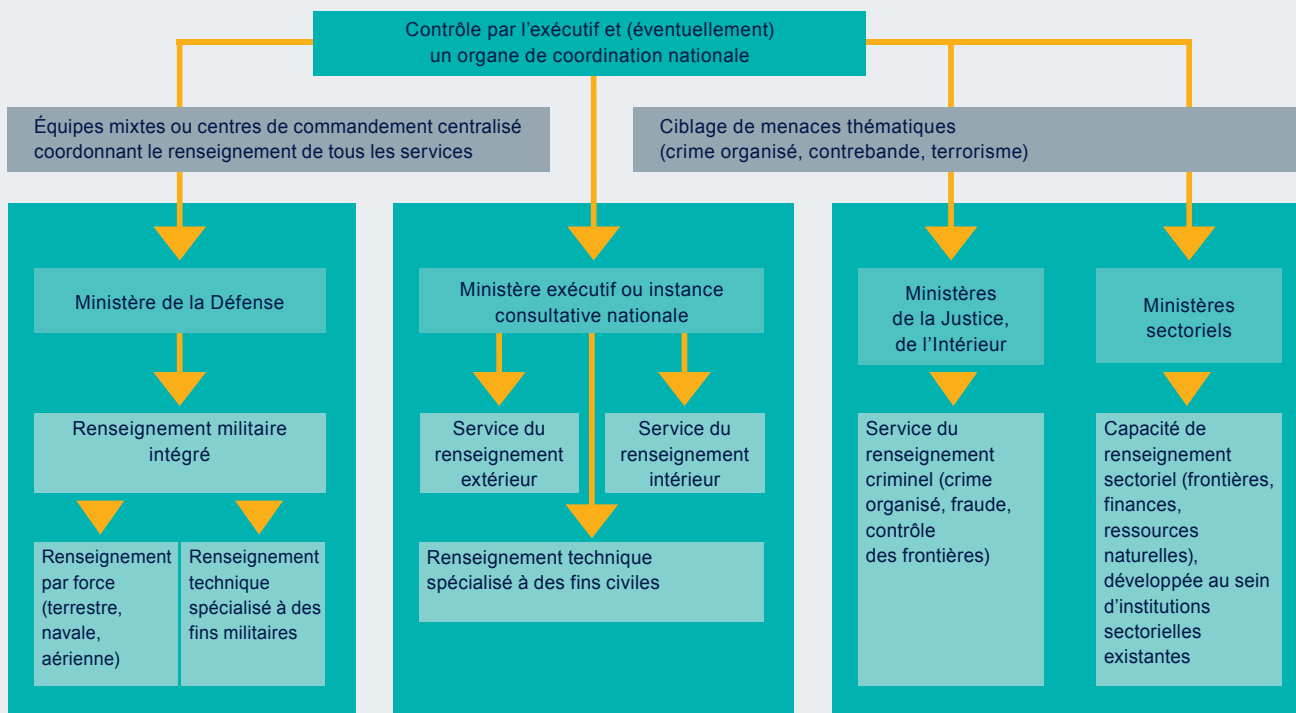 Contrôle par l’exécutif et (éventuellement)
un organe de coordination nationale
Équipes mixtes ou centres de commandement centralisé
coordonnant le renseignement de tous les services
Ciblage de menaces thématiques
(crime organisé, contrebande, terrorisme)
Ministère de la Défense
Renseignement militaire
intégré
Renseignement
par force
(terrestre,
navale,
aérienne)
Renseignement
technique
spécialisé à des
fins militaires
Ministère exécutif ou instance
consultative nationale
Service du
renseignement
extérieur
Service du
renseignement
intérieur
Renseignement technique
spécialisé à des fins civiles
Ministères
de la Justice,
de l’Intérieur
Service du
renseignement
criminel (crime
organisé, fraude,
contrôle
des frontières)
Ministères
sectoriels
Capacité de
renseignement
sectoriel (frontières,
finances,
ressources
naturelles),
développée au sein
d’institutions
sectorielles
existantes